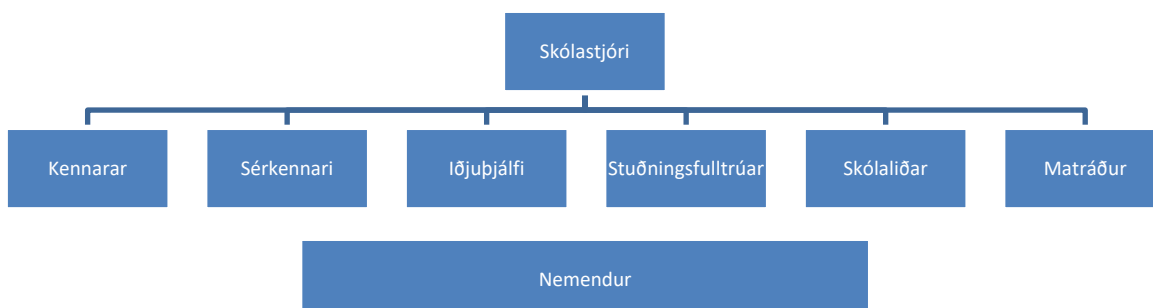 Skólastjóri
Kennarar
Sérkennari
Iðjuþjálfi
Stuðningsfulltrúar
Skólaliðar
Matráður
Nemendur